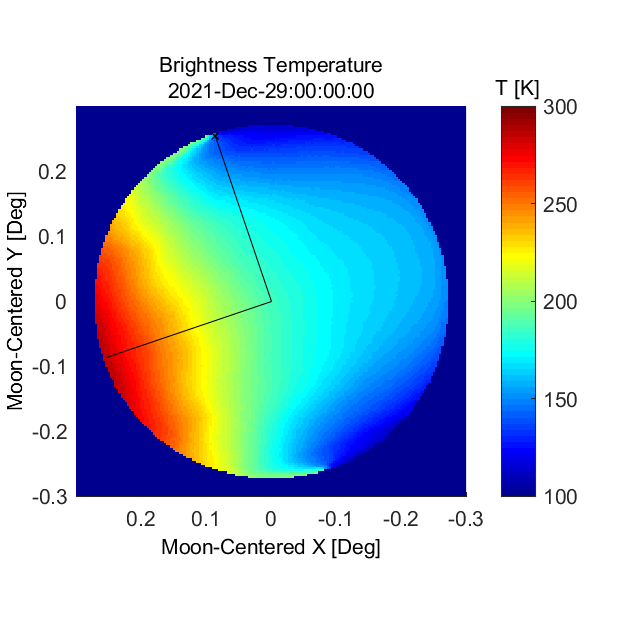 Brightness Temperature
2021-Dec-29:00:00:00:00
T [K]
300
250
200
150
100
Moon-Centered Y [Deg]
0.2
0.1
0
-0.1
-0.2
-0.3
0.2 0.1 0 -0.1 -0.2 -0.3
Moon-Centered X [Deg]